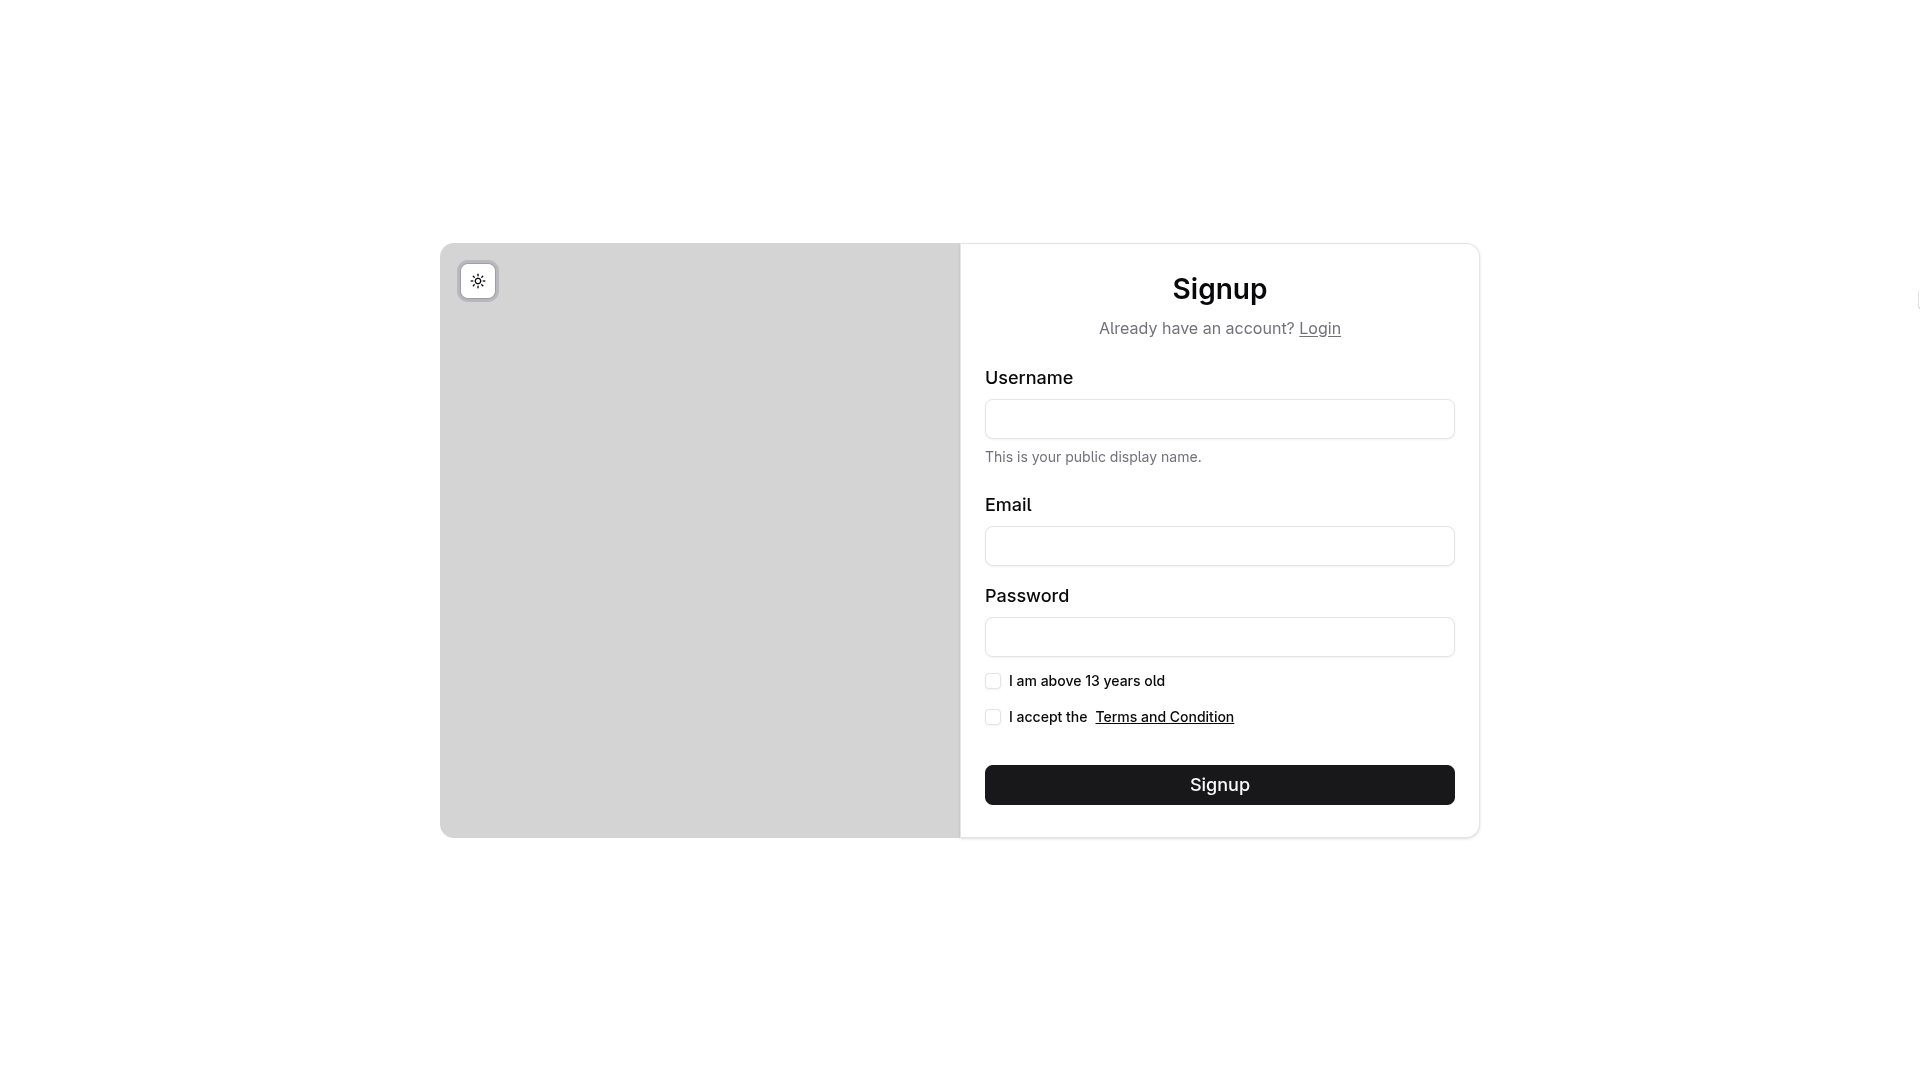 Signup
Already have an account? Login
Username
This is your public display name.
Email
Password
I am above 13 years old
I accept the Terms and Condition
Signup